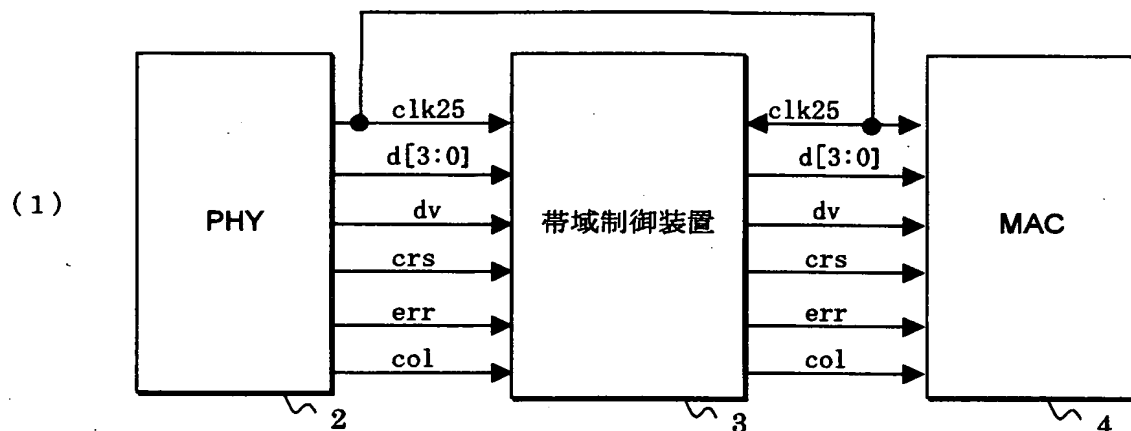 (1)
PHY
clk25
d[3:0]
dv
crs
err
col
2
帯域制御装置
3
clk25
d[3:0]
dv
crs
err
col
MAC
4